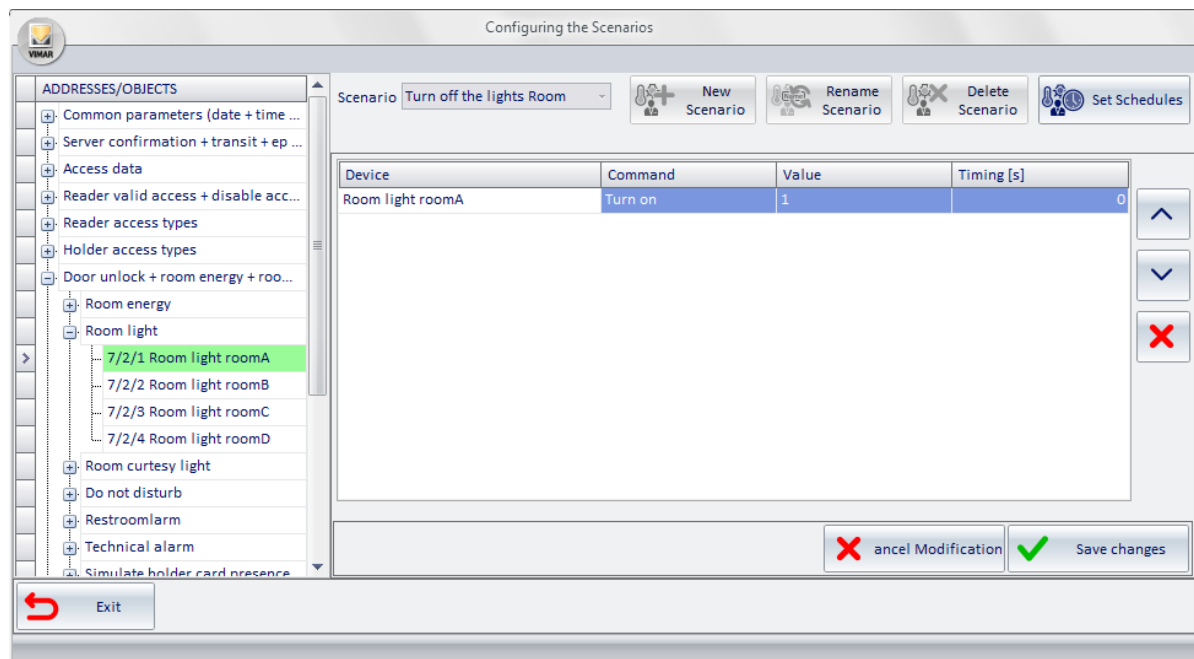 Configuring the Scenarios
VIMAR
ADDRESSES/OBJECTS
Common parameters (date + time ...
Server confirmation + transit + ep ...
Access data
Reader valid access + disable acc...
Reader access types
Holder access types
Door unlock + room energy + roo...
Room energy
Room light
7/2/1 Room light roomA
7/2/2 Room light roomB
7/2/3 Room light roomC
7/2/4 Room light roomD
Room curtesy light
Do not disturb
Restroomlarm
Technical alarm
Simulate holder card presence
Scenario Turn off the lights Room
New
Scenario
Rename
Scenario
Delete
Scenario
Set Schedules
Device Command Value Timing [s]
Room light roomA Turn on 1 0
ancel Modification
Save changes
Exit